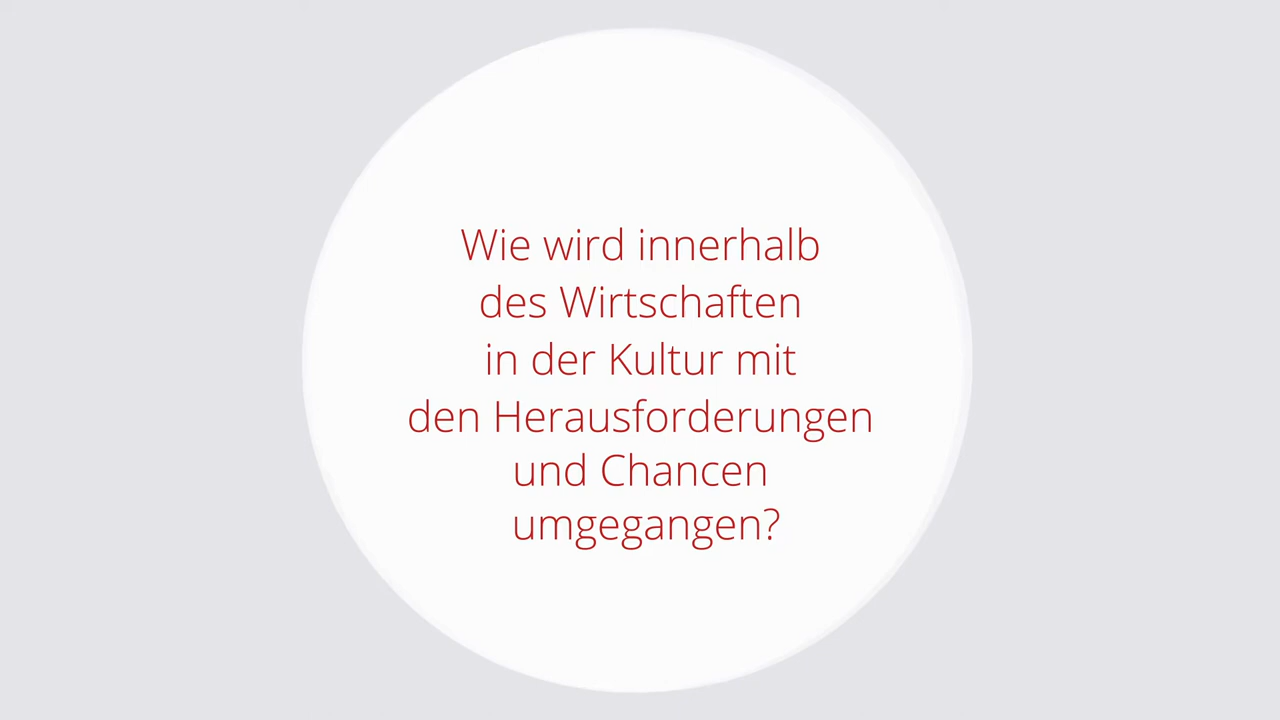 Wie wird innerhalb
des Wirtschaften
in der Kultur mit
den Herausforderungen
und Chancen
umgegangen?